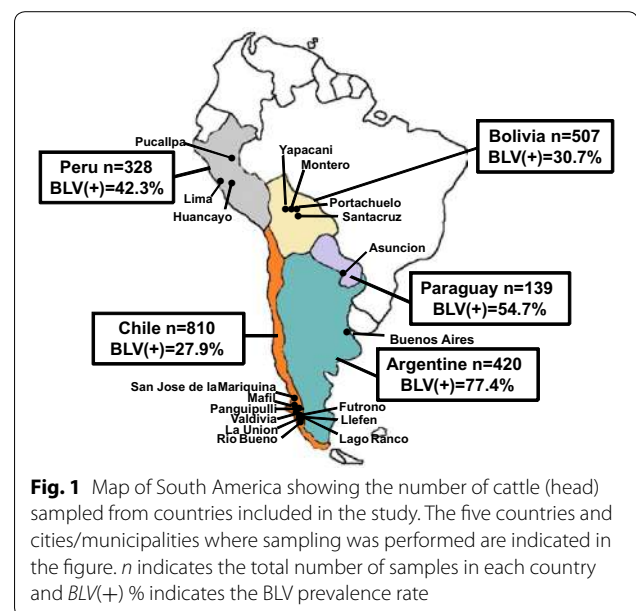 Pucallpa
Peru n=328
BLV(+)=42.3%
Lima
Huancayo
Yapacani
Montero
Bolivia n=507
BLV(+)=30.7%
Portachuelo
Santacruz
Asuncion
Paraguay n=139
BLV(+)=54.7%
Chile n=810
BLV(+)=27.9%
Buenos Aires
Argentine n=420
BLV(+)=77.4%
San Jose de la Mariquina
Mafil
Panguipulli
Valdivia
La Union
Rio Bueno
Futrono
Llefen
Lago Ranco
Fig. 1 Map of South America showing the number of cattle (head)
sampled from countries included in the study. The five countries and
cities/municipalities where sampling was performed are indicated in
the figure. n indicates the total number of samples in each country
and BLV(+) % indicates the BLV prevalence rate